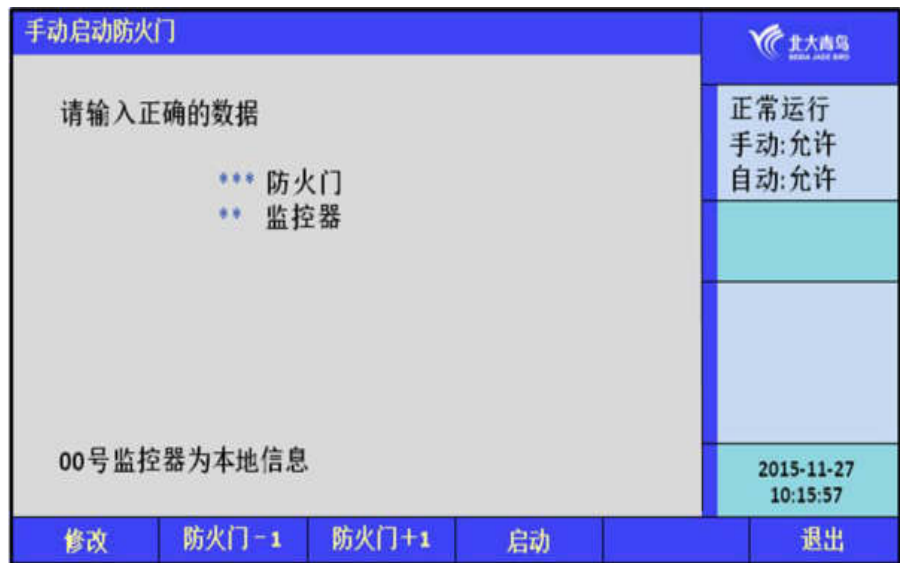 手动启动防火门
北大青鸟
BEIDA JADE BIRD
请输入正确的数据
*** 防火门
** 监控器
00号监控器为本地信息
正常运行
手动:允许
自动:允许
2015-11-27
10:15:57
修改 防火门-1 防火门+1 启动 退出